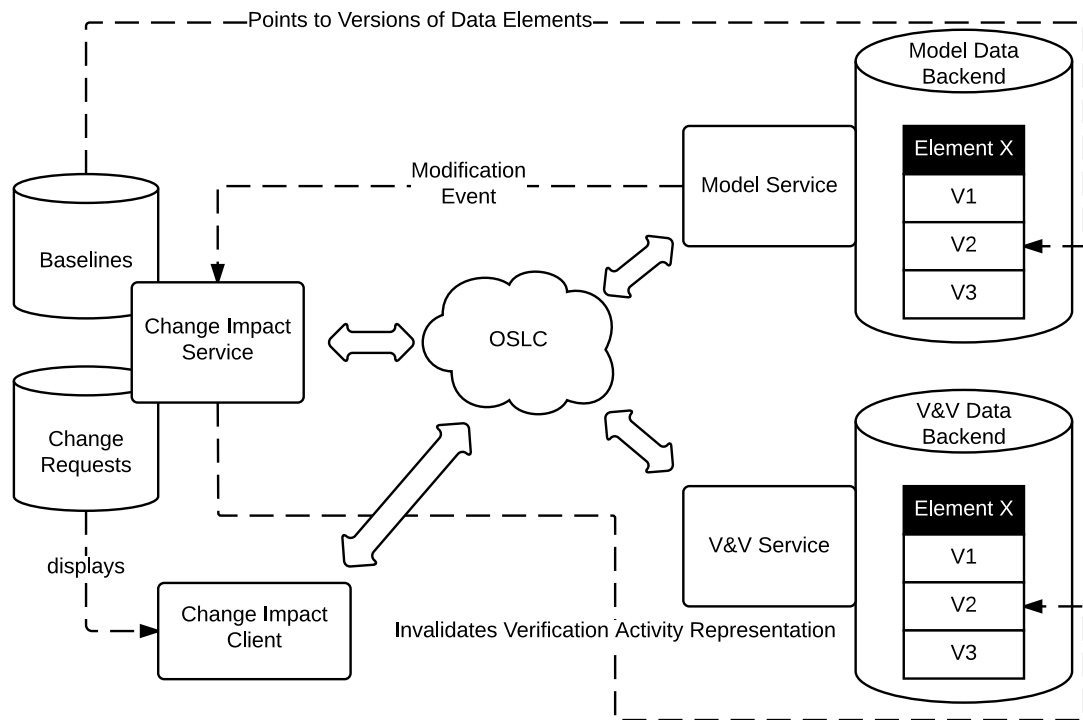 Points to Versions of Data Elements
Model Data
Backend
Element X
V1
V2
V3
Model Service
Modification
Event
Baselines
Change Impact
Service
OSLC
Change
Requests
V&V Data
Backend
Element X
V1
V2
V3
V&V Service
displays
Change Impact
Client
Invalidates Verification Activity Representation